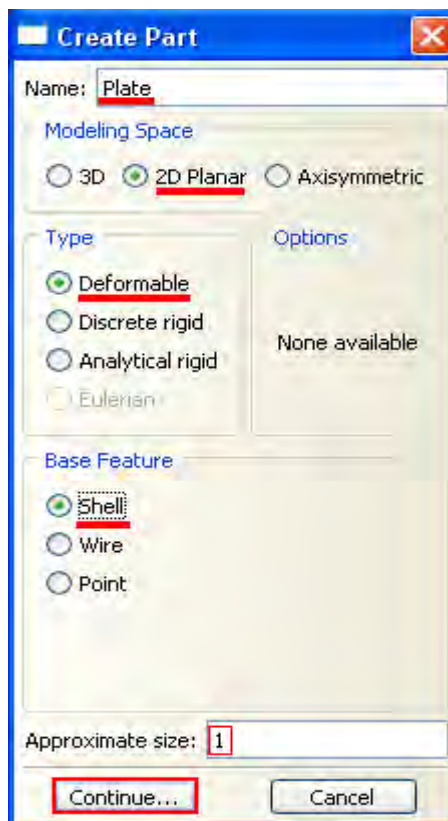 Create Part
Name: Plate
Modeling Space
3D 2D Planar Axisymmetric
Type
Deformable
Discrete rigid
Analytical rigid
Eulerian
Options
None available
Base Feature
Shell
Wire
Point
Approximate size: 1
Continue... Cancel